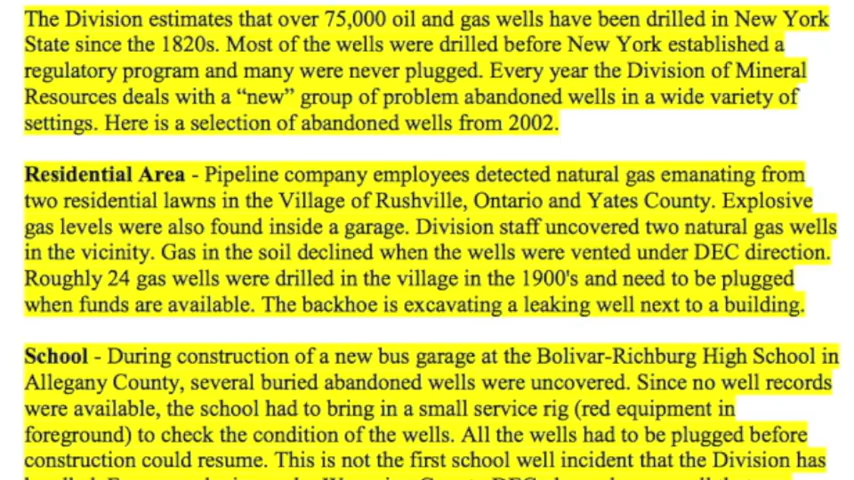 The Division estimates that over 75,000 oil and gas wells have been drilled in New York
State since the 1820s. Most of the wells were drilled before New York established a
regulatory program and many were never plugged. Every year the Division of Mineral
Resources deals with a “new” group of problem abandoned wells in a wide variety of
settings. Here is a selection of abandoned wells from 2002.
Residential Area - Pipeline company employees detected natural gas emanating from
two residential lawns in the Village of Rushville, Ontario and Yates County. Explosive
gas levels were also found inside a garage. Division staff uncovered two natural gas wells
in the vicinity. Gas in the soil declined when the wells were vented under DEC direction.
Roughly 24 gas wells were drilled in the village in the 1900's and need to be plugged
when funds are available. The backhoe is excavating a leaking well next to a building.
School - During construction of a new bus garage at the Bolivar-Richburg High School in
Allegany County, several buried abandoned wells were uncovered. Since no well records
were available, the school had to bring in a small service rig (red equipment in
foreground) to check the condition of the wells. All the wells had to be plugged before
construction could resume. This is not the first school well incident that the Division has